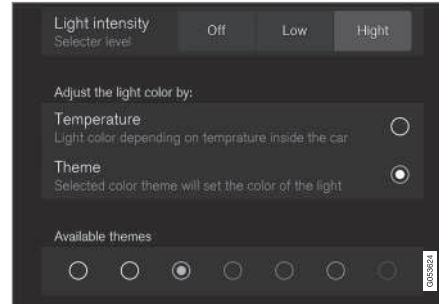 Light intensity
Selecter level
Off Low Hight
Adjust the light color by:
Temperature
Light color depending on temprature inside the car
Theme
Selected color theme will set the color of the light
Available themes
G053624